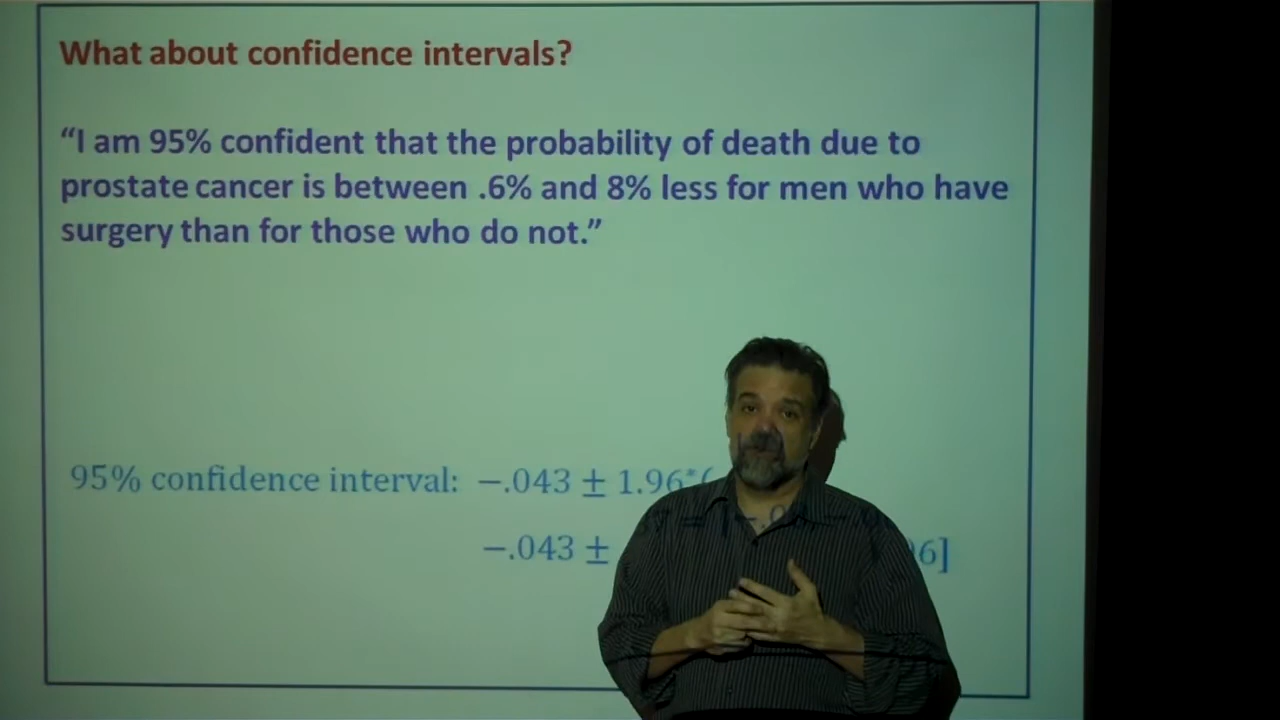 What about confidence intervals?
“I am 95% confident that the probability of death due to
prostate cancer is between .6% and 8% less for men who have
surgery than for those who do not.”
95% confidence interval: −.043 ± 1.96*(
−.043 ± 6]